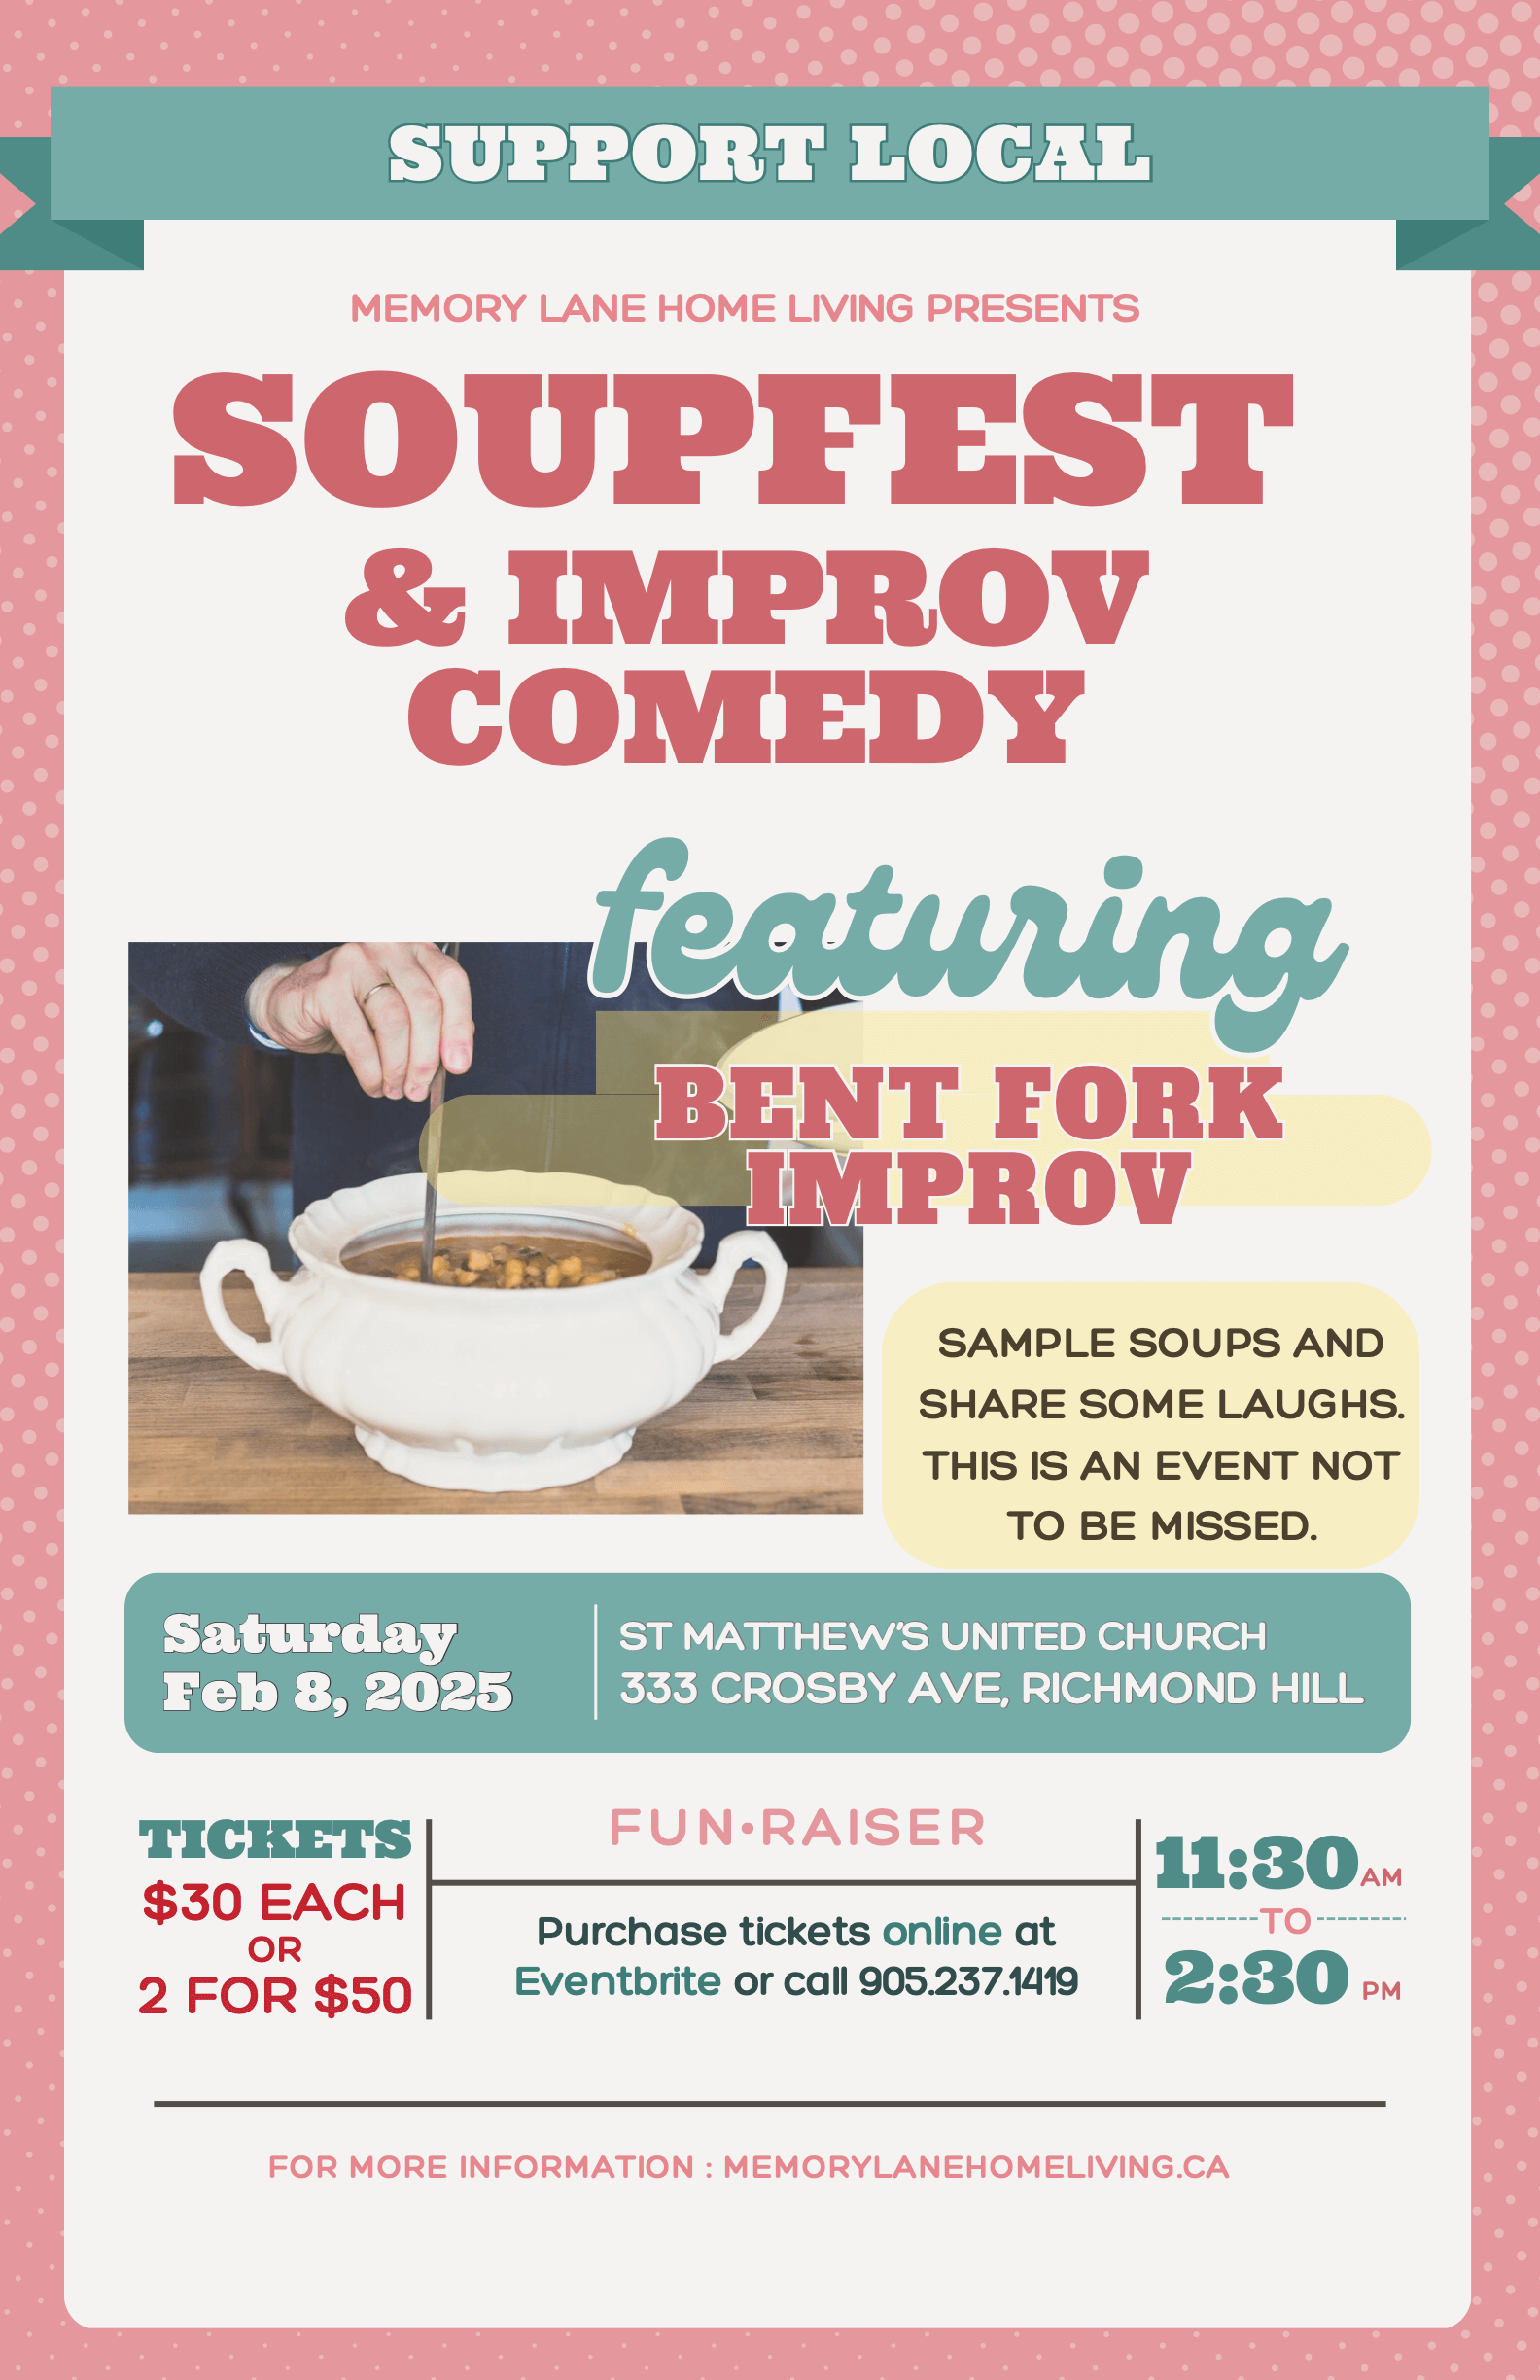 SUPPORT LOCAL
MEMORY LANE HOME LIVING PRESENTS
SOUPFEST
& IMPROV
COMEDY
featuring
BENT FORK
IMPROV
SAMPLE SOUPS AND
SHARE SOME LAUGHS.
THIS IS AN EVENT NOT
TO BE MISSED.
Saturday
Feb 8, 2025
ST MATTHEW'S UNITED CHURCH
333 CROSBY AVE, RICHMOND HILL
TICKETS
$30 EACH
OR
2 FOR $50
FUN•RAISER
Purchase tickets online at
Eventbrite or call 905.237.1419
11:30 AM
TO
2:30 PM
FOR MORE INFORMATION : MEMORYLANEHOMELIVING.CA